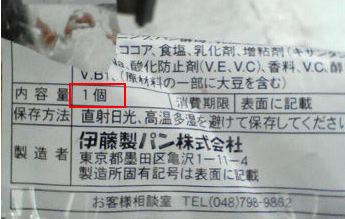 ココア、食塩、乳化剤、増粘剤(キサンタ
酸化防止剤(V.E、V.C)、香料、V.C、酵
V.B)、(原材料の一部に大豆を含む)
内容量 1個 消費期限 表面に記載
保存方法 直射日光、高温多湿を避けて保存してください
製造者 伊藤製パン株式会社
東京都墨田区亀沢1-11-4
製造所固有記号は表面に記載
お客様相談室 TEL(048)798-9862